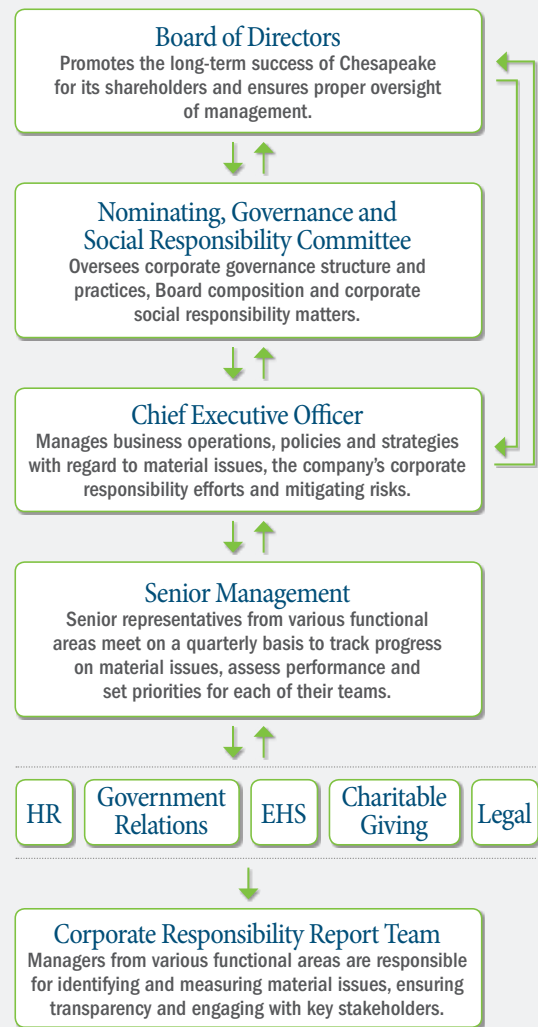 Board of Directors
Promotes the long-term success of Chesapeake
for its shareholders and ensures proper oversight
of management.
Nominating, Governance and
Social Responsibility Committee
Oversees corporate governance structure and
practices, Board composition and corporate
social responsibility matters.
Chief Executive Officer
Manages business operations, policies and strategies
with regard to material issues, the company's corporate
responsibility efforts and mitigating risks.
Senior Management
Senior representatives from various functional
areas meet on a quarterly basis to track progress
on material issues, assess performance and
set priorities for each of their teams.
HR
Government
Relations
EHS
Charitable
Giving
Legal
Corporate Responsibility Report Team
Managers from various functional areas are responsible
for identifying and measuring material issues, ensuring
transparency and engaging with key stakeholders.